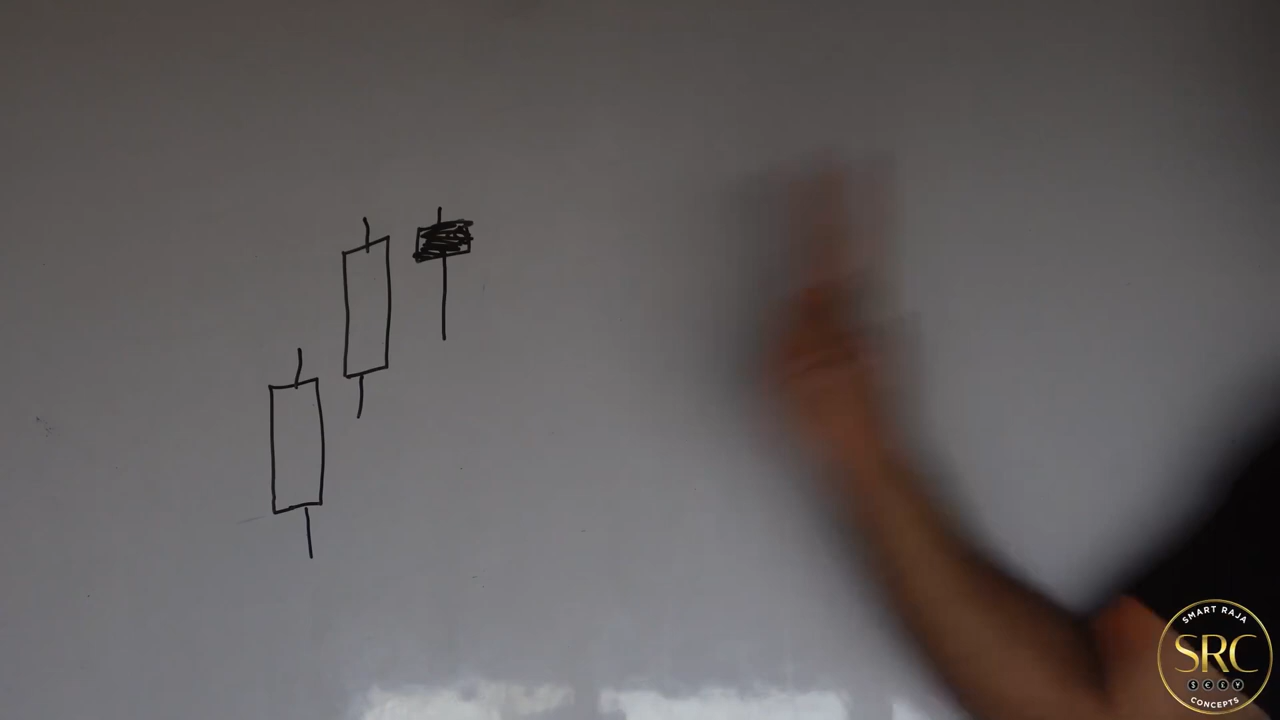 SMART RAJA
SRC
$ € £ ¥
CONCEPTS